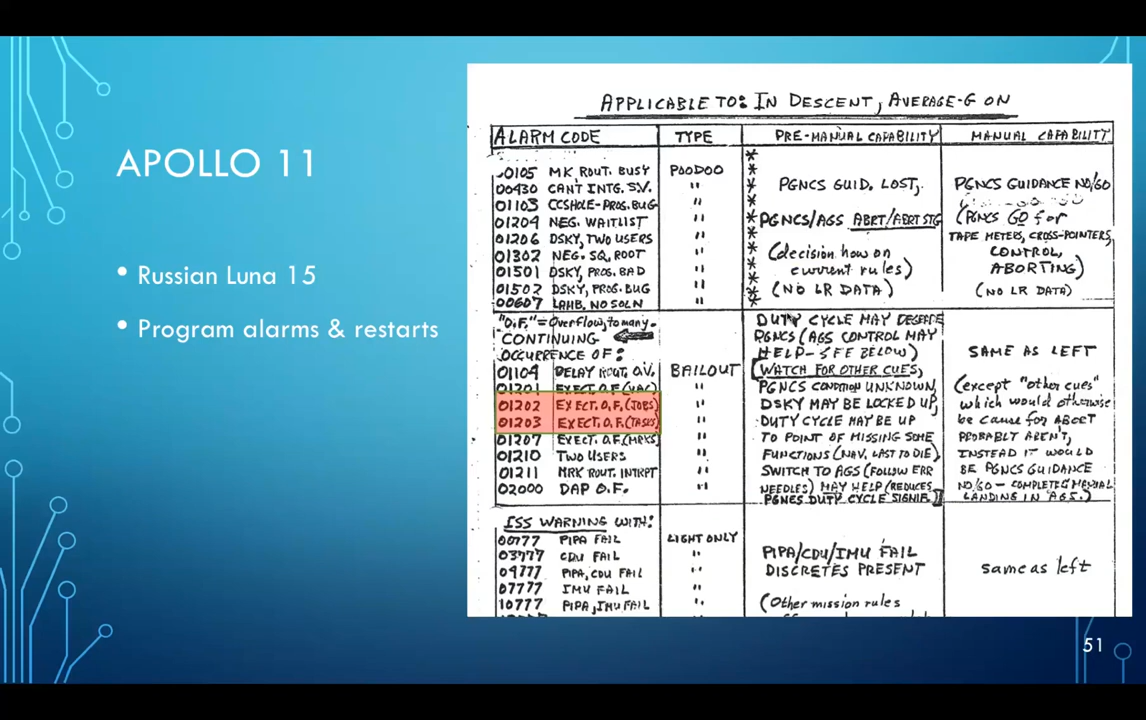 APOLLO 11
• Russian Luna 15
• Program alarms & restarts
APPLICABLE TO: IN DESCENT, AVERAGE-G ON
ALARM CODE TYPE PRE-MANUAL CAPABILITY MANUAL CAPABILITY
00105 MK ROUT. BUSY POODOO
00430 CAN'T INTG. S.V. "
01103 CCSHOLE-PROG. BUG "
01204 NEG. WAITLIST "
01206 DSKY, TWO USERS "
01302 NEG. SQ. ROOT "
01501 DSKY, PROG. BAD "
01502 DSKY, PROG. BUG "
00607 LAMB. NO SOLN "
*
*
*
*
*
*
*
*
*
PGNCS GUID. LOST,
PGNCS/AGS ABRT/ABRT STG
(decision how on
current rules)
(NO LR DATA)
PGNCS GUIDANCE NO/GO
(PGNCS GO for
TAPE METERS, CROSS-POINTERS,
CONTROL,
ABORTING)
(NO LR DATA)
"O.F."=Overflow, to many.
CONTINUING
OCCURRENCE OF:
01104 DELAY ROUT. O.V. BAILOUT
01201 EXECT. O.F.(VAC) "
01202 EXECT. O.F.(JOBS) "
01203 EXECT. O.F.(TASKS) "
01207 EXECT. O.F.(MRKS) "
01210 TWO USERS "
01211 MRK ROUT. INTRPT "
02000 DAP O.F. "
DUTY CYCLE MAY DEGRADE
PGNCS (AGS CONTROL MAY
HELP-SEE BELOW)
[WATCH FOR OTHER CUES,
PGNCS CONDITION UNKNOWN,
DSKY MAY BE LOCKED UP,
DUTY CYCLE MAY BE UP
TO POINT OF MISSING SOME
FUNCTIONS (NAV. LAST TO DIE),
SWITCH TO AGS (FOLLOW ERR
NEEDLES) MAY HELP (REDUCES
PGNCS DUTY CYCLE SIGNIF.)]
SAME AS LEFT
(except "other cues"
which would otherwise
be cause for ABORT
PROBABLY AREN'T,
INSTEAD IT WOULD
BE PGNCS GUIDANCE
NO/GO - COMPLETE MANUAL
LANDING IN AGS.)
ISS WARNING WITH:
00777 PIPA FAIL LIGHT ONLY
03777 CDU FAIL "
04777 PIPA, CDU FAIL "
07777 IMU FAIL "
10777 PIPA, IMU FAIL "
PIPA/CDU/IMU FAIL
DISCRETES PRESENT
(Other mission rules
same as left
51